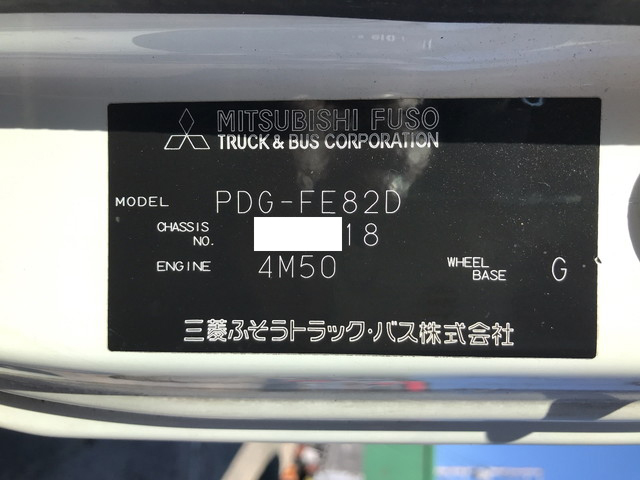 MITSUBISHI FUSO
TRUCK & BUS CORPORATION
MODEL PDG-FE82D
CHASSIS NO. 18
ENGINE 4M50 WHEEL BASE G
三菱ふそうトラック・バス株式会社